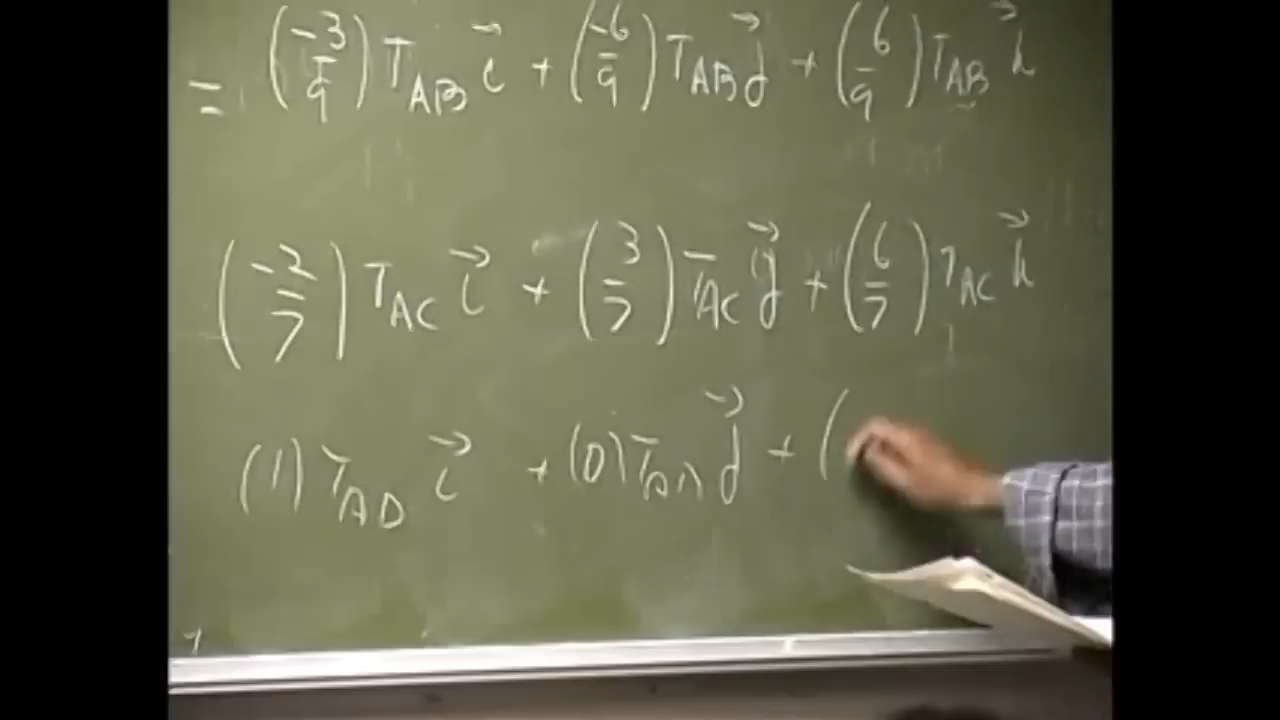 = (-3/9) T_AB i⃗ + (-6/9) T_AB j⃗ + (6/9) T_AB k⃗
(-2/7) T_AC i⃗ + (3/7) T_AC j⃗ + (6/7) T_AC k⃗
(1) T_AD i⃗ + (0) T_AD j⃗ + (